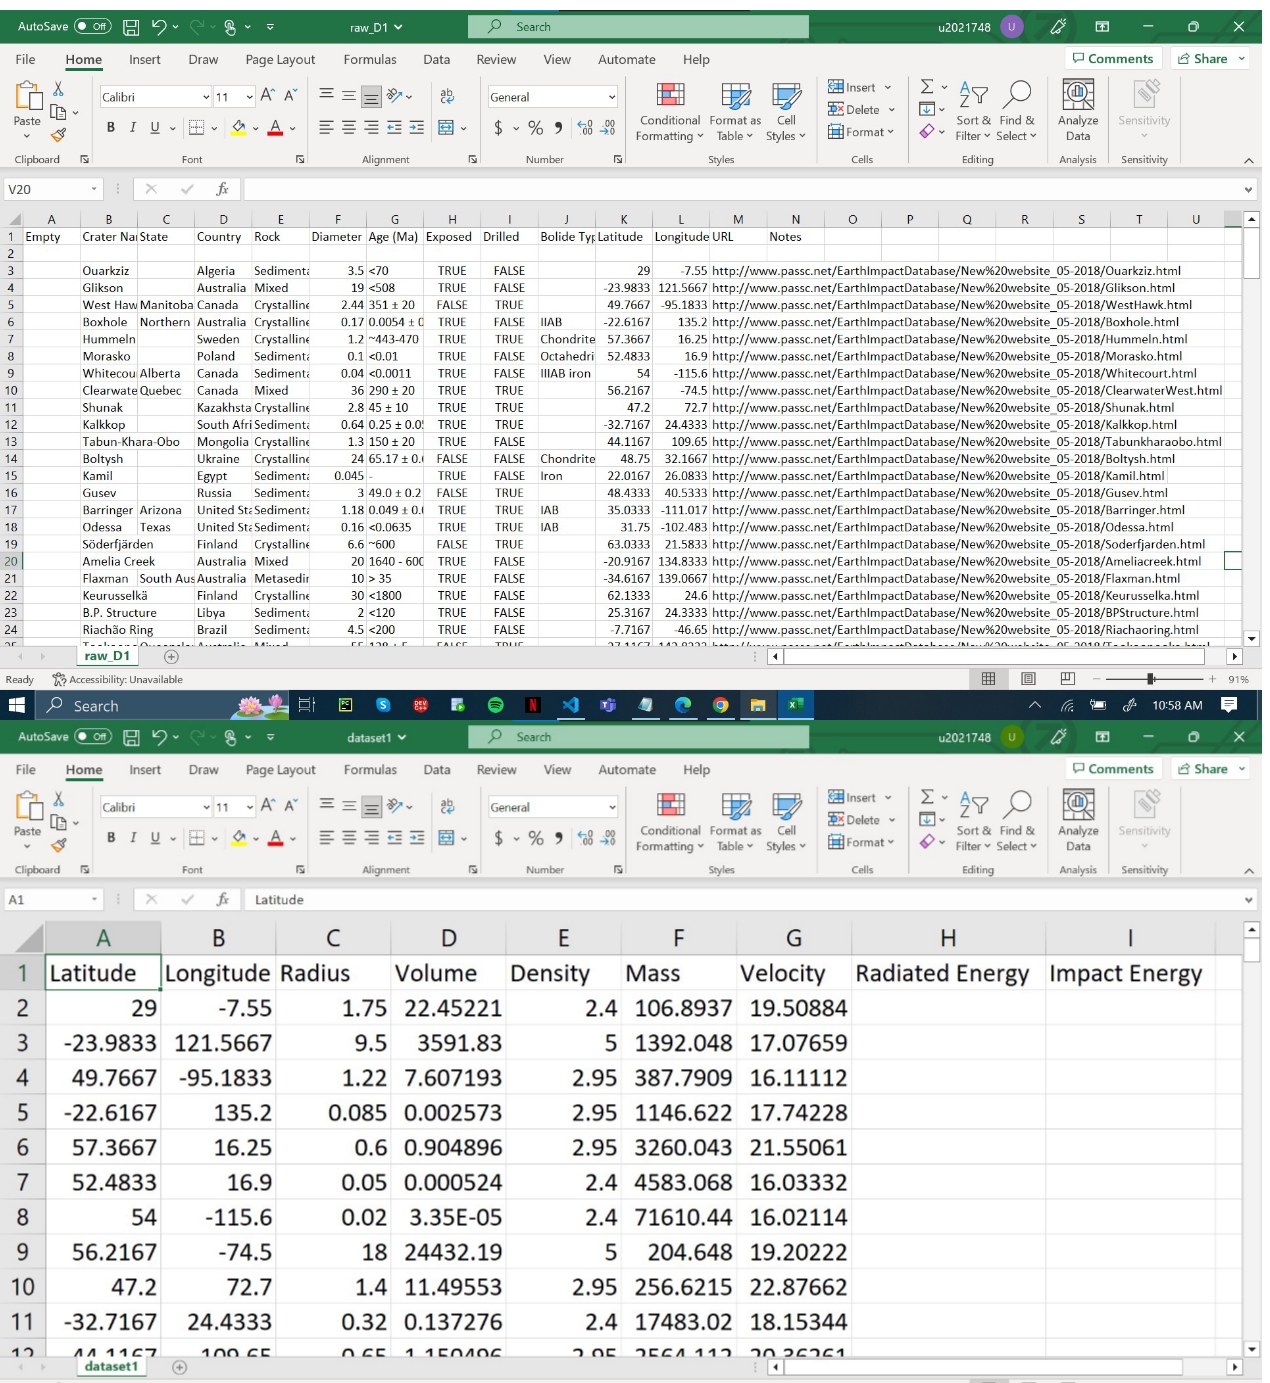 AutoSave Off raw_D1 Search u2021748 U
File Home Insert Draw Page Layout Formulas Data Review View Automate Help Comments Share
Calibri 11 A^ A˅ ab General Insert Σ
Paste B I U A $ % 9 Conditional Format as Cell Delete Sort & Find & Analyze Sensitivity
Formatting Table Styles Format Filter Select Data
Clipboard Font Alignment Number Styles Cells Editing Analysis Sensitivity
V20 fx
A B C D E F G H I J K L M N O P Q R S T U
1 Empty Crater Na State Country Rock Diameter Age (Ma) Exposed Drilled Bolide Typ Latitude Longitude URL Notes
2
3 Ouarkziz Algeria Sediment 3.5 <70 TRUE FALSE 29 -7.55 http://www.passc.net/EarthImpactDatabase/New%20website_05-2018/Ouarkziz.html
4 Glikson Australia Mixed 19 <508 TRUE FALSE -23.9833 121.5667 http://www.passc.net/EarthImpactDatabase/New%20website_05-2018/Glikson.html
5 West Haw Manitoba Canada Crystalline 2.44 351 ± 20 FALSE TRUE 49.7667 -95.1833 http://www.passc.net/EarthImpactDatabase/New%20website_05-2018/WestHawk.html
6 Boxhole Northern Australia Crystalline 0.17 0.0054 ± 0 TRUE FALSE IIAB -22.6167 135.2 http://www.passc.net/EarthImpactDatabase/New%20website_05-2018/Boxhole.html
7 Hummeln Sweden Crystalline 1.2 ~443-470 TRUE TRUE Chondrite 57.3667 16.25 http://www.passc.net/EarthImpactDatabase/New%20website_05-2018/Hummeln.html
8 Morasko Poland Sediment 0.1 <0.01 TRUE FALSE Octahedri 52.4833 16.9 http://www.passc.net/EarthImpactDatabase/New%20website_05-2018/Morasko.html
9 Whitecou Alberta Canada Sediment 0.04 <0.0011 TRUE FALSE IIIAB iron 54 -115.6 http://www.passc.net/EarthImpactDatabase/New%20website_05-2018/Whitecourt.html
10 Clearwate Quebec Canada Mixed 36 290 ± 20 TRUE TRUE 56.2167 -74.5 http://www.passc.net/EarthImpactDatabase/New%20website_05-2018/ClearwaterWest.html
11 Shunak Kazakhsta Crystalline 2.8 45 ± 10 TRUE TRUE 47.2 72.7 http://www.passc.net/EarthImpactDatabase/New%20website_05-2018/Shunak.html
12 Kalkkop South Afri Sediment 0.64 0.25 ± 0.0 TRUE TRUE -32.7167 24.4333 http://www.passc.net/EarthImpactDatabase/New%20website_05-2018/Kalkkop.html
13 Tabun-Khara-Obo Mongolia Crystalline 1.3 150 ± 20 TRUE TRUE 44.1167 109.65 http://www.passc.net/EarthImpactDatabase/New%20website_05-2018/Tabunkharaobo.html
14 Boltysh Ukraine Crystalline 24 65.17 ± 0. FALSE FALSE Chondrite 48.75 32.1667 http://www.passc.net/EarthImpactDatabase/New%20website_05-2018/Boltysh.html
15 Kamil Egypt Sediment 0.045 - TRUE FALSE Iron 22.0167 26.0833 http://www.passc.net/EarthImpactDatabase/New%20website_05-2018/Kamil.html
16 Gusev Russia Sediment 3 49.0 ± 0.2 FALSE TRUE 48.4333 40.5333 http://www.passc.net/EarthImpactDatabase/New%20website_05-2018/Gusev.html
17 Barringer Arizona United Sta Sediment 1.18 0.049 ± 0. TRUE TRUE IAB 35.0333 -111.017 http://www.passc.net/EarthImpactDatabase/New%20website_05-2018/Barringer.html
18 Odessa Texas United Sta Sediment 0.16 <0.0635 TRUE TRUE IAB 31.75 -102.483 http://www.passc.net/EarthImpactDatabase/New%20website_05-2018/Odessa.html
19 Söderfjärden Finland Crystalline 6.6 ~600 FALSE TRUE 63.0333 21.5833 http://www.passc.net/EarthImpactDatabase/New%20website_05-2018/Soderfjarden.html
20 Amelia Creek Australia Mixed 20 1640 - 600 TRUE FALSE -20.9167 134.8333 http://www.passc.net/EarthImpactDatabase/New%20website_05-2018/Ameliacreek.html
21 Flaxman South Aus Australia Metasedi 10 > 35 TRUE FALSE -34.6167 139.0667 http://www.passc.net/EarthImpactDatabase/New%20website_05-2018/Flaxman.html
22 Keurusselkä Finland Crystalline 30 <1800 TRUE FALSE 62.1333 24.6 http://www.passc.net/EarthImpactDatabase/New%20website_05-2018/Keurusselka.html
23 B.P. Structure Libya Sediment 2 <120 TRUE FALSE 25.3167 24.3333 http://www.passc.net/EarthImpactDatabase/New%20website_05-2018/BPStructure.html
24 Riachão Ring Brazil Sediment 4.5 <200 TRUE FALSE -7.7167 -46.65 http://www.passc.net/EarthImpactDatabase/New%20website_05-2018/Riachaoring.html
raw_D1
Ready Accessibility: Unavailable 91%
Search 10:58 AM
AutoSave Off dataset1 Search u2021748 U
File Home Insert Draw Page Layout Formulas Data Review View Automate Help Comments Share
Calibri 11 A^ A˅ ab General Insert Σ
Paste B I U A $ % 9 Conditional Format as Cell Delete Sort & Find & Analyze Sensitivity
Formatting Table Styles Format Filter Select Data
Clipboard Font Alignment Number Styles Cells Editing Analysis Sensitivity
A1 fx Latitude
A B C D E F G H I
1 Latitude Longitude Radius Volume Density Mass Velocity Radiated Energy Impact Energy
2 29 -7.55 1.75 22.45221 2.4 106.8937 19.50884
3 -23.9833 121.5667 9.5 3591.83 5 1392.048 17.07659
4 49.7667 -95.1833 1.22 7.607193 2.95 387.7909 16.11112
5 -22.6167 135.2 0.085 0.002573 2.95 1146.622 17.74228
6 57.3667 16.25 0.6 0.904896 2.95 3260.043 21.55061
7 52.4833 16.9 0.05 0.000524 2.4 4583.068 16.03332
8 54 -115.6 0.02 3.35E-05 2.4 71610.44 16.02114
9 56.2167 -74.5 18 24432.19 5 204.648 19.20222
10 47.2 72.7 1.4 11.49553 2.95 256.6215 22.87662
11 -32.7167 24.4333 0.32 0.137276 2.4 17483.02 18.15344
dataset1